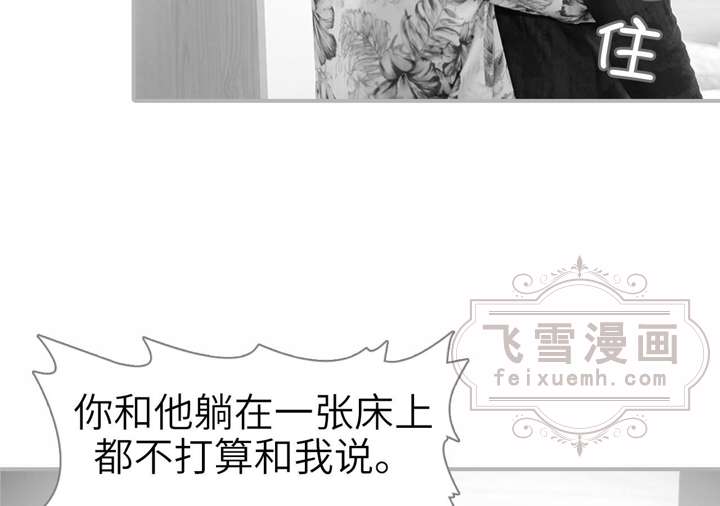 住
飞雪漫画
feixuemh.com
你和他躺在一张床上
都不打算和我说。